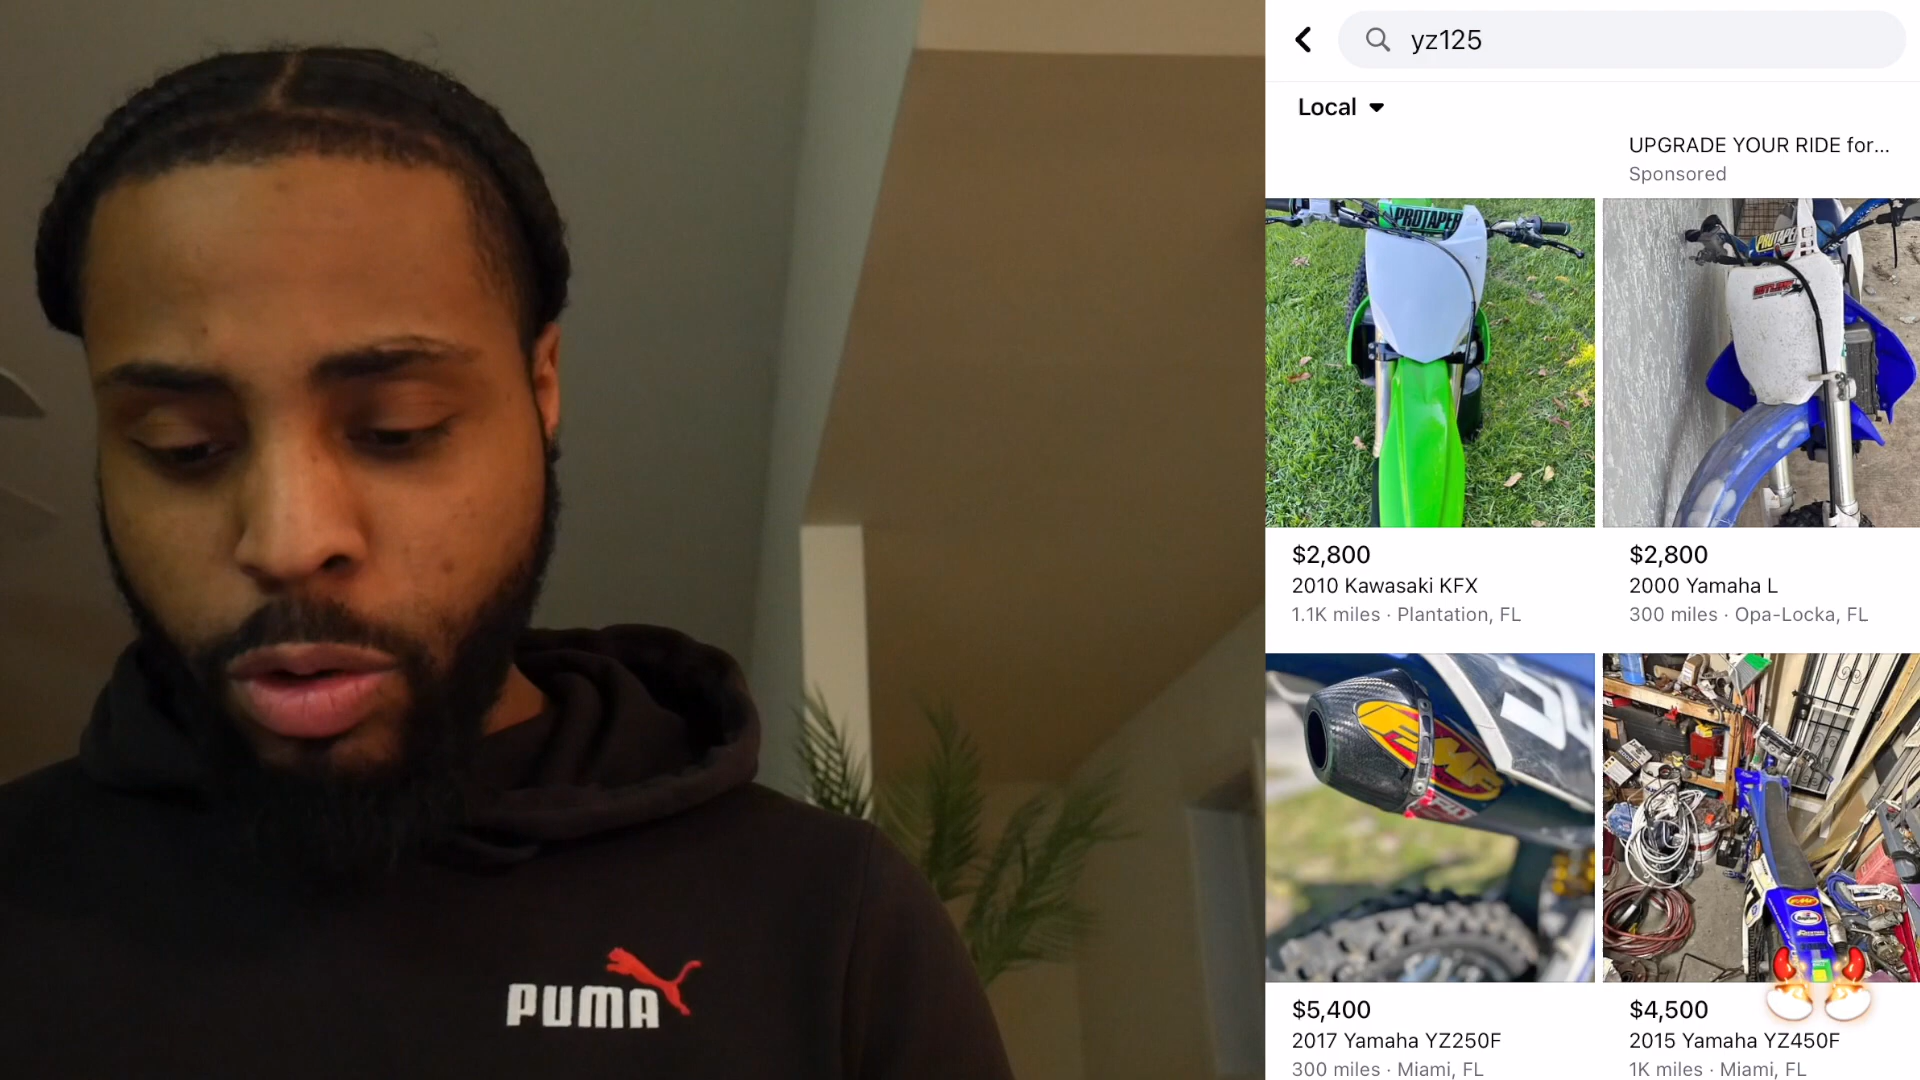 yz125
Local
UPGRADE YOUR RIDE for...
Sponsored
PROTAPER
PROTAPER
$2,800
2010 Kawasaki KFX
1.1K miles · Plantation, FL
$2,800
2000 Yamaha L
300 miles · Opa-Locka, FL
FMF
$5,400
2017 Yamaha YZ250F
300 miles · Miami, FL
$4,500
2015 Yamaha YZ450F
1K miles · Miami, FL
PUMA